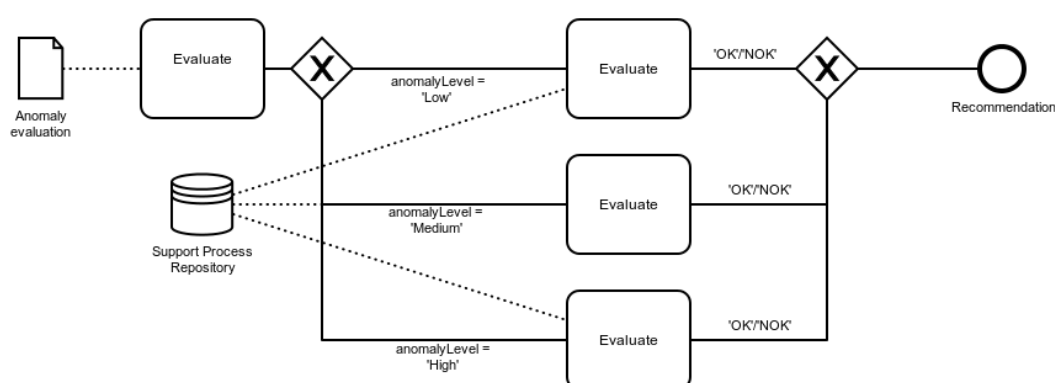 Evaluate
Evaluate
'OK'/'NOK'
anomalyLevel =
'Low'
Anomaly
evaluation
Recommendation
Evaluate
'OK'/'NOK'
anomalyLevel =
'Medium'
Support Process
Repository
Evaluate
'OK'/'NOK'
anomalyLevel =
'High'